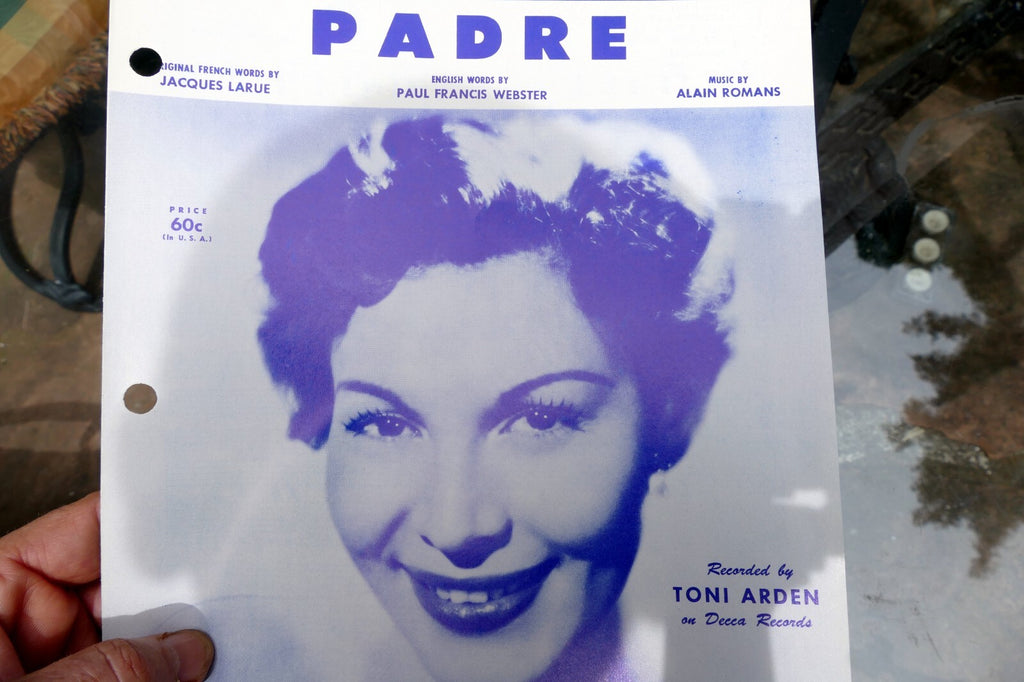 PADRE
RIGINAL FRENCH WORDS BY
JACQUES LARUE
ENGLISH WORDS BY
PAUL FRANCIS WEBSTER
MUSIC BY
ALAIN ROMANS
PRICE
60c
(In U. S. A.)
Recorded by
TONI ARDEN
on Decca Records